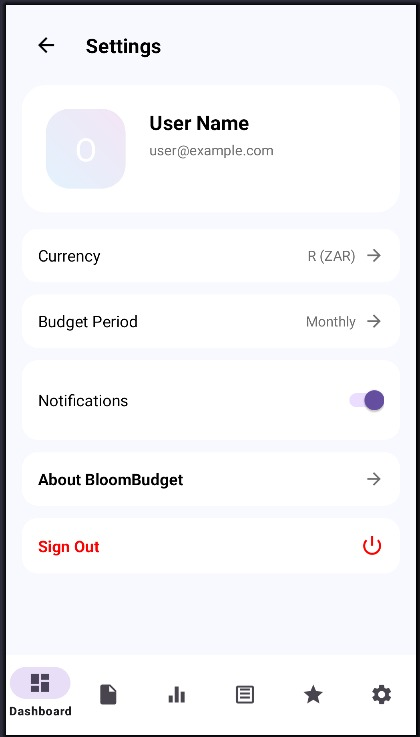 Settings
O
User Name
user@example.com
Currency R (ZAR)
Budget Period Monthly
Notifications
About BloomBudget
Sign Out
Dashboard